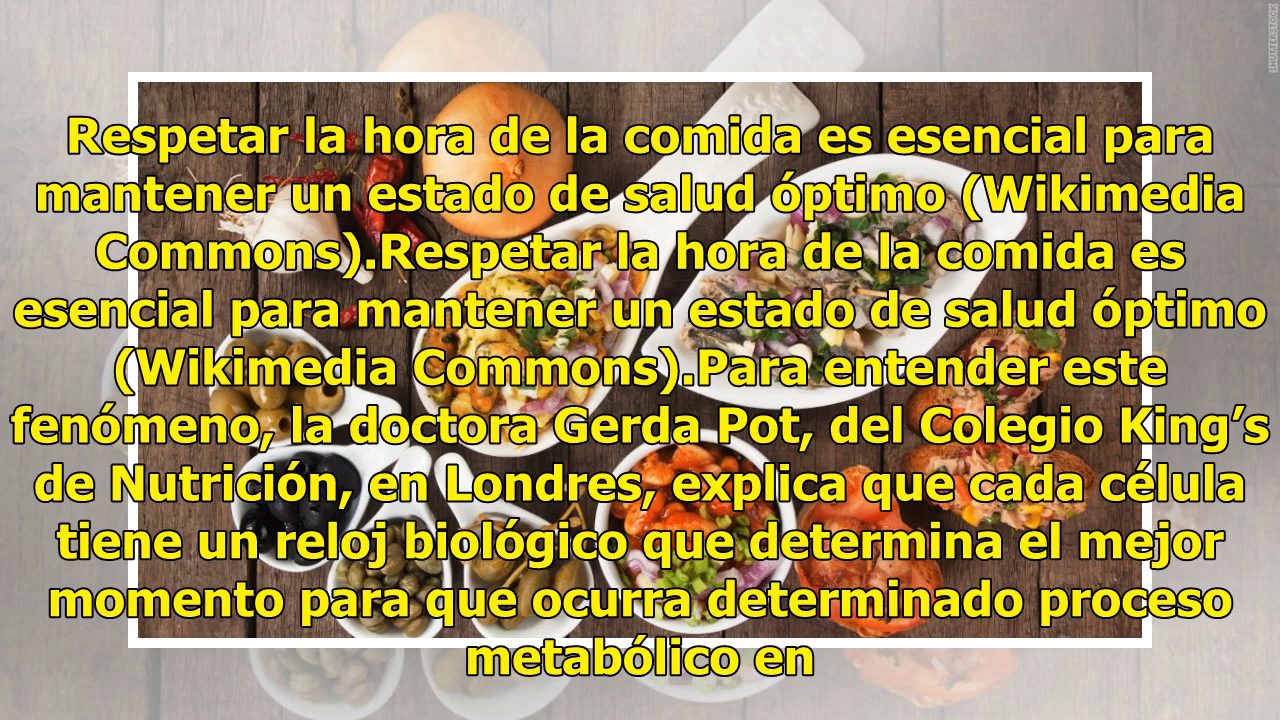 SHUTTERSTOCK
Respetar la hora de la comida es esencial para
mantener un estado de salud óptimo (Wikimedia
Commons).Respetar la hora de la comida es
esencial para mantener un estado de salud óptimo
(Wikimedia Commons).Para entender este
fenómeno, la doctora Gerda Pot, del Colegio King’s
de Nutrición, en Londres, explica que cada célula
tiene un reloj biológico que determina el mejor
momento para que ocurra determinado proceso
metabólico en